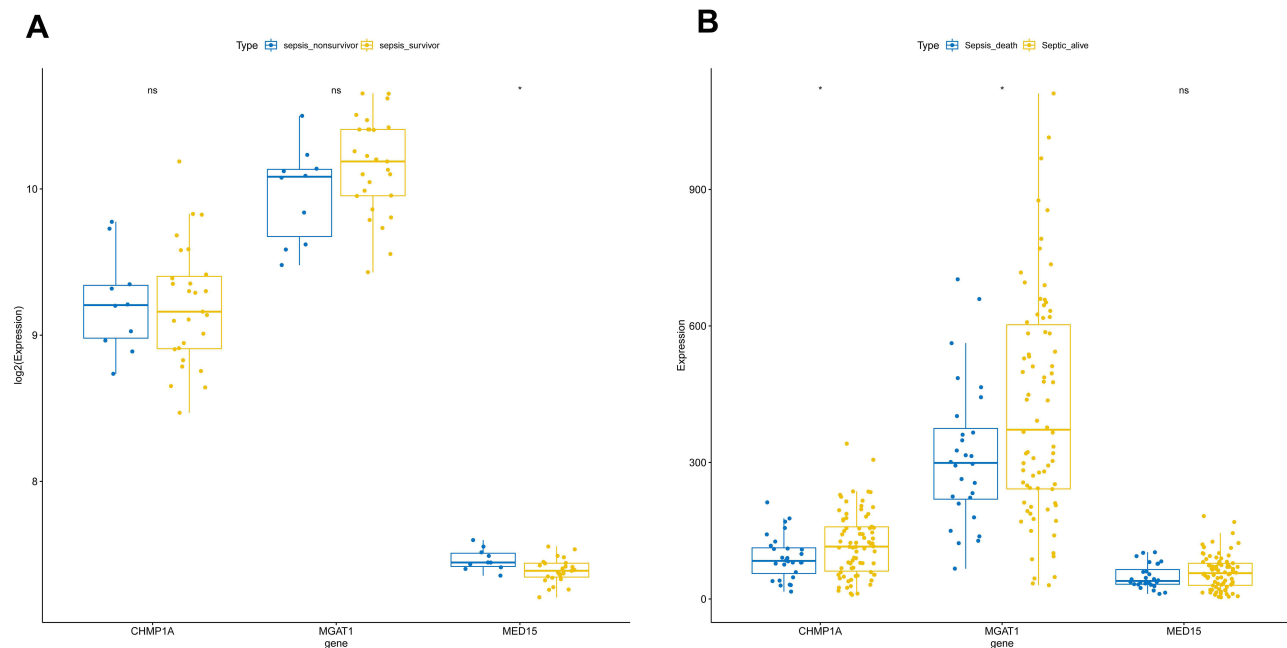 A
Type sepsis_nonsurvivor sepsis_survivor
ns ns *
10
9
8
log2(Expression)
CHMP1A MGAT1 MED15
gene
B
Type Sepsis_death Septic_alive
* * ns
900
600
300
0
Expression
CHMP1A MGAT1 MED15
gene